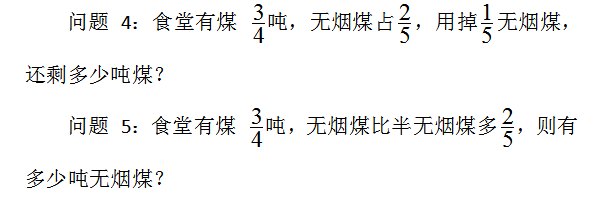 问题 4：食堂有煤 3/4吨，无烟煤占2/5，用掉1/5无烟煤，
还剩多少吨煤？
问题 5：食堂有煤 3/4吨，无烟煤比半无烟煤多2/5，则有
多少吨无烟煤？